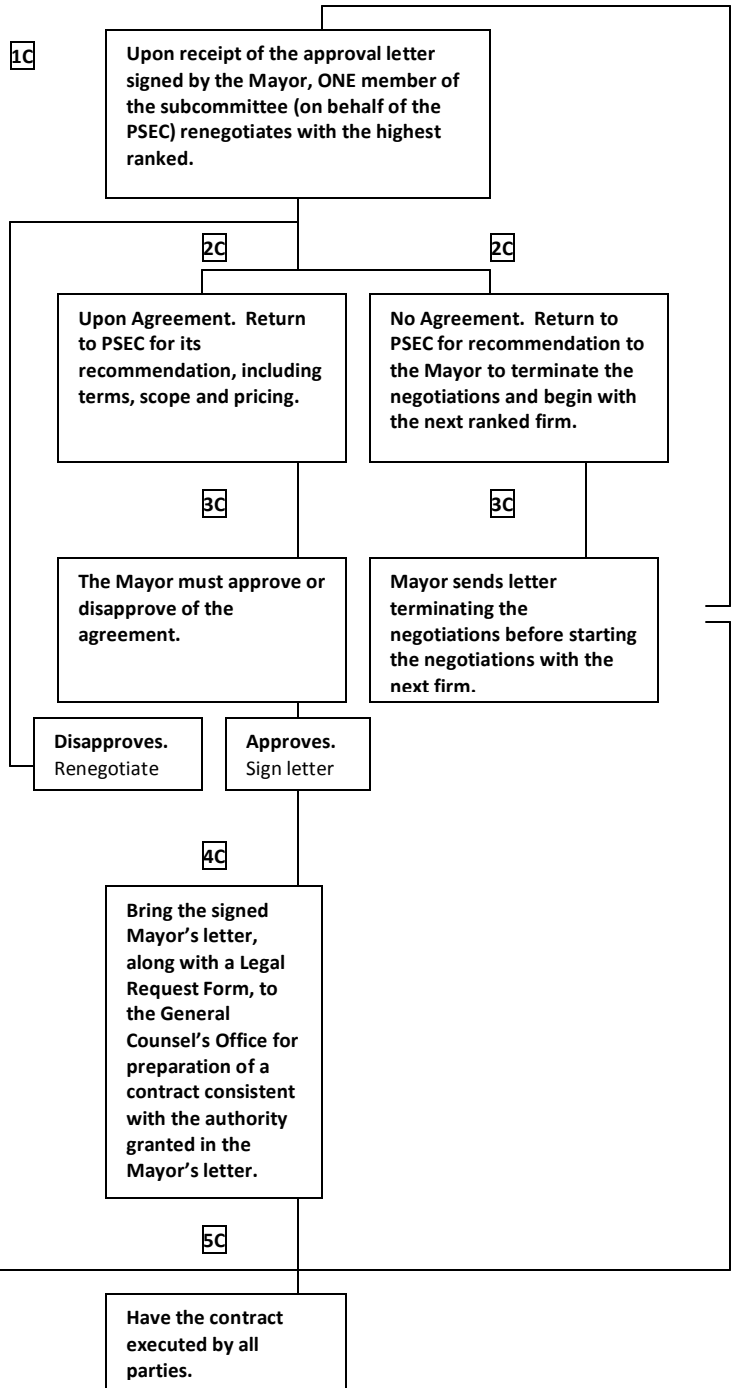 1C
Upon receipt of the approval letter
signed by the Mayor, ONE member of
the subcommittee (on behalf of the
PSEC) renegotiates with the highest
ranked.
2C
2C
Upon Agreement. Return
to PSEC for its
recommendation, including
terms, scope and pricing.
No Agreement. Return to
PSEC for recommendation to
the Mayor to terminate the
negotiations and begin with
the next ranked firm.
3C
3C
The Mayor must approve or
disapprove of the
agreement.
Mayor sends letter
terminating the
negotiations before starting
the negotiations with the
next firm.
Disapproves.
Renegotiate
Approves.
Sign letter
4C
Bring the signed
Mayor’s letter,
along with a Legal
Request Form, to
the General
Counsel’s Office for
preparation of a
contract consistent
with the authority
granted in the
Mayor’s letter.
5C
Have the contract
executed by all
parties.